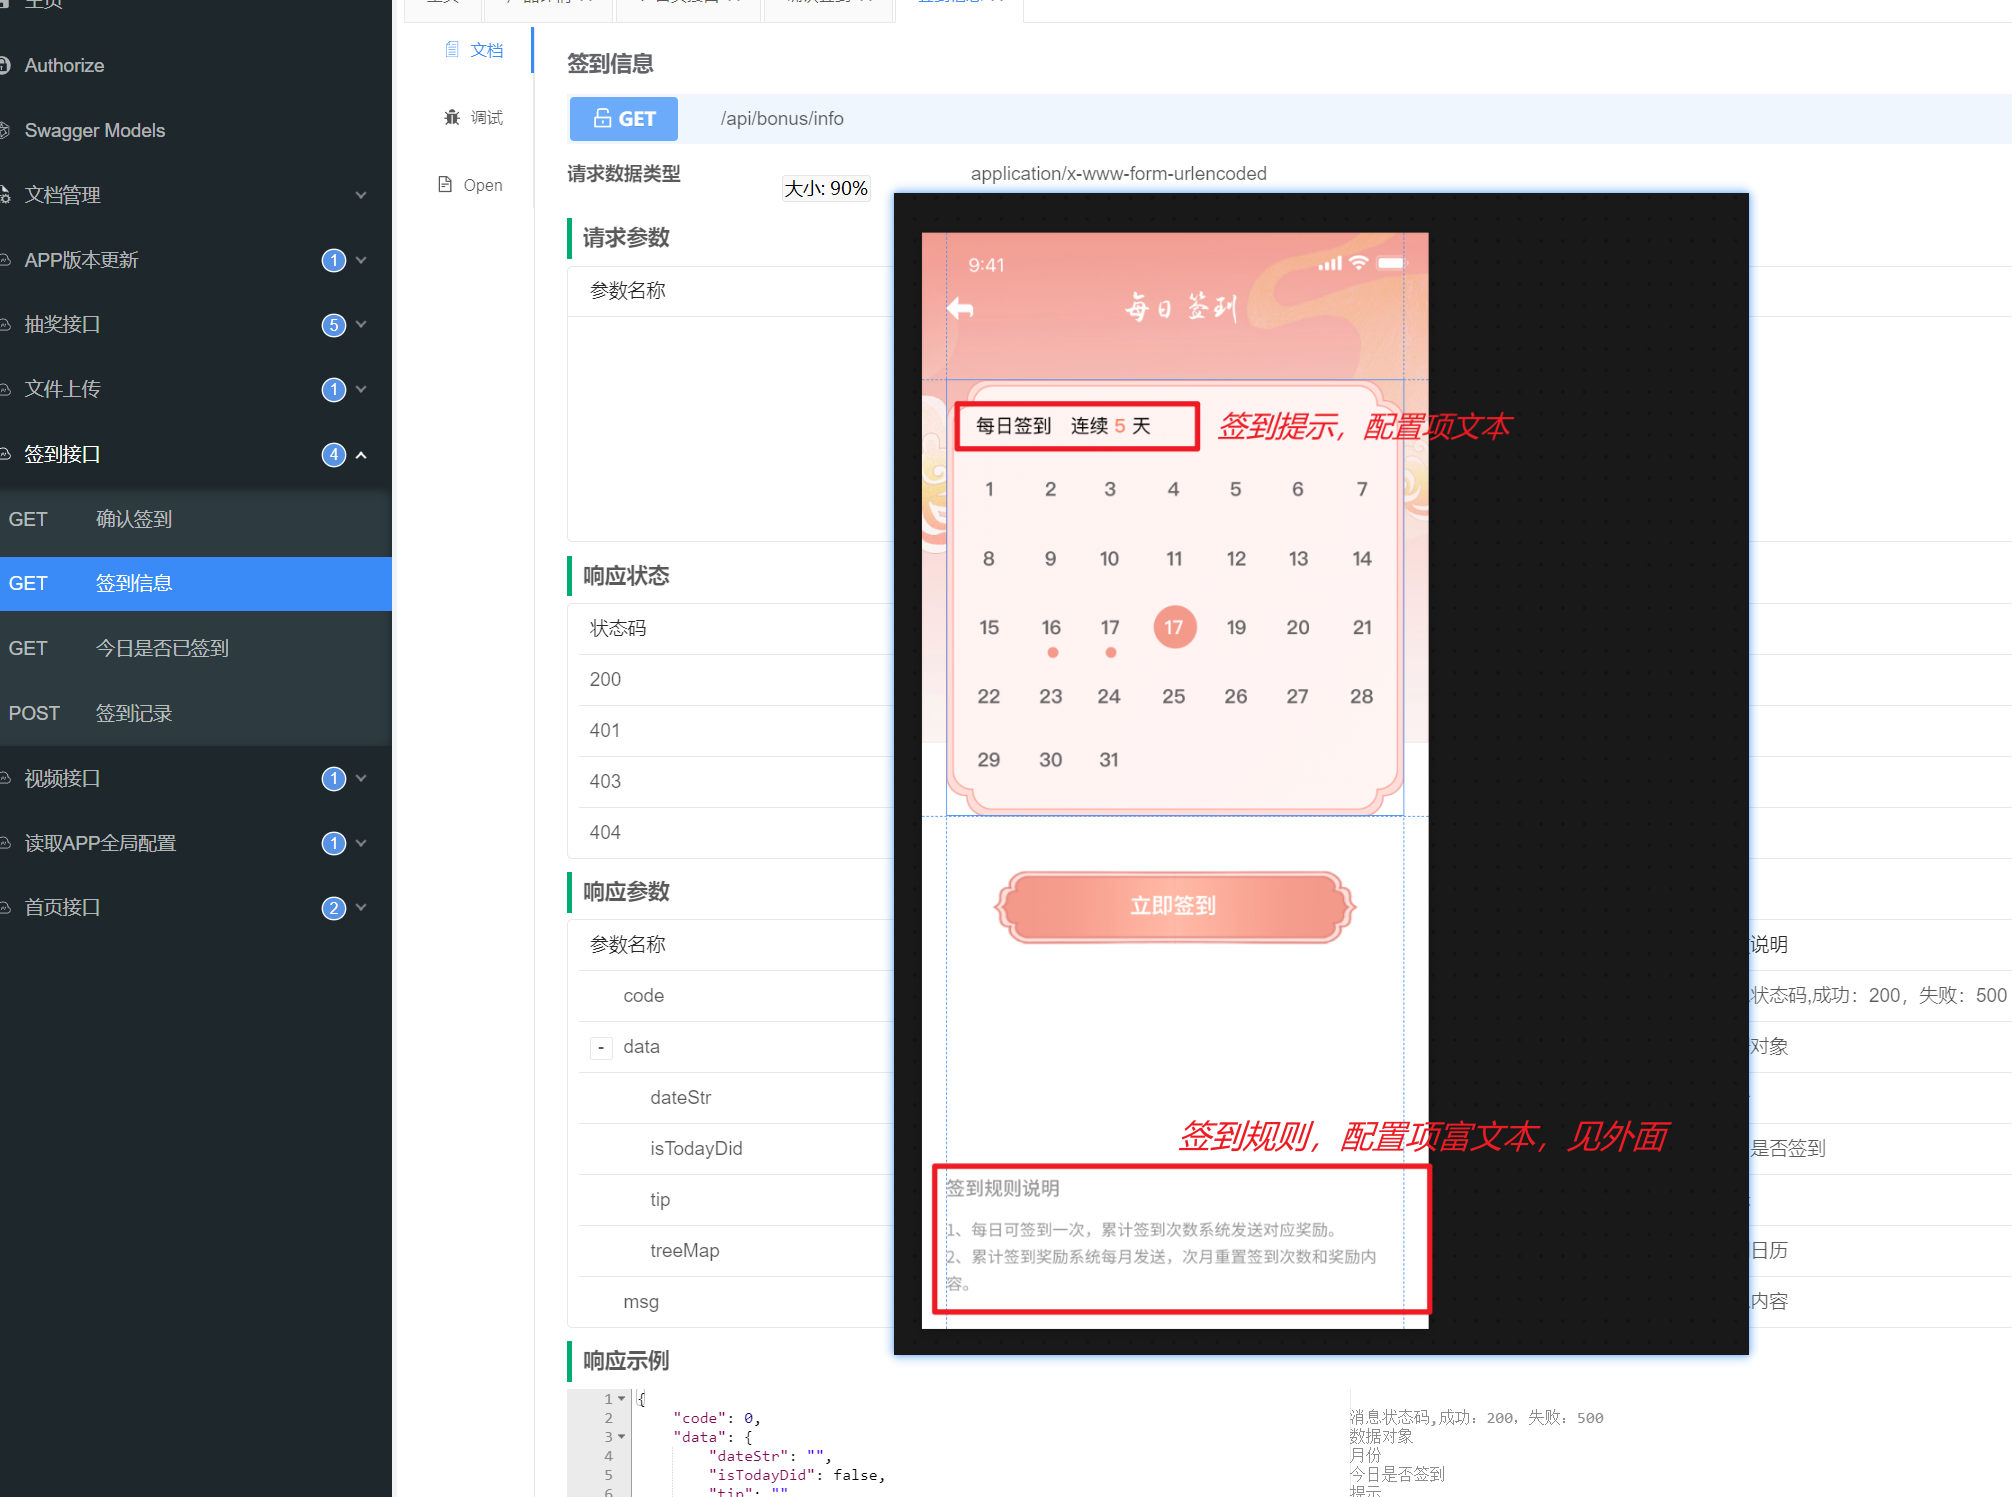 主页
Authorize
Swagger Models
文档管理
APP版本更新 1
抽奖接口 5
文件上传 1
签到接口 4
GET 确认签到
GET 签到信息
GET 今日是否已签到
POST 签到记录
视频接口 1
读取APP全局配置 1
首页接口 2
文档
调试
Open
签到信息
GET /api/bonus/info
请求数据类型 application/x-www-form-urlencoded
大小: 90%
请求参数
参数名称
响应状态
状态码
200
401
403
404
响应参数
参数名称 说明
code 状态码,成功：200，失败：500
- data 对象
dateStr
isTodayDid 是否签到
tip
treeMap 日历
msg 内容
响应示例
1 {
2 "code": 0, 消息状态码,成功：200，失败：500
3 "data": { 数据对象
4 "dateStr": "", 月份
5 "isTodayDid": false, 今日是否签到
6 "tip": "" 提示
9:41
每日签到
每日签到 连续 5 天
签到提示，配置项文本
1 2 3 4 5 6 7
8 9 10 11 12 13 14
15 16 17 17 19 20 21
22 23 24 25 26 27 28
29 30 31
立即签到
签到规则，配置项富文本，见外面
签到规则说明
1、每日可签到一次，累计签到次数系统发送对应奖励。
2、累计签到奖励系统每月发送，次月重置签到次数和奖励内
容。